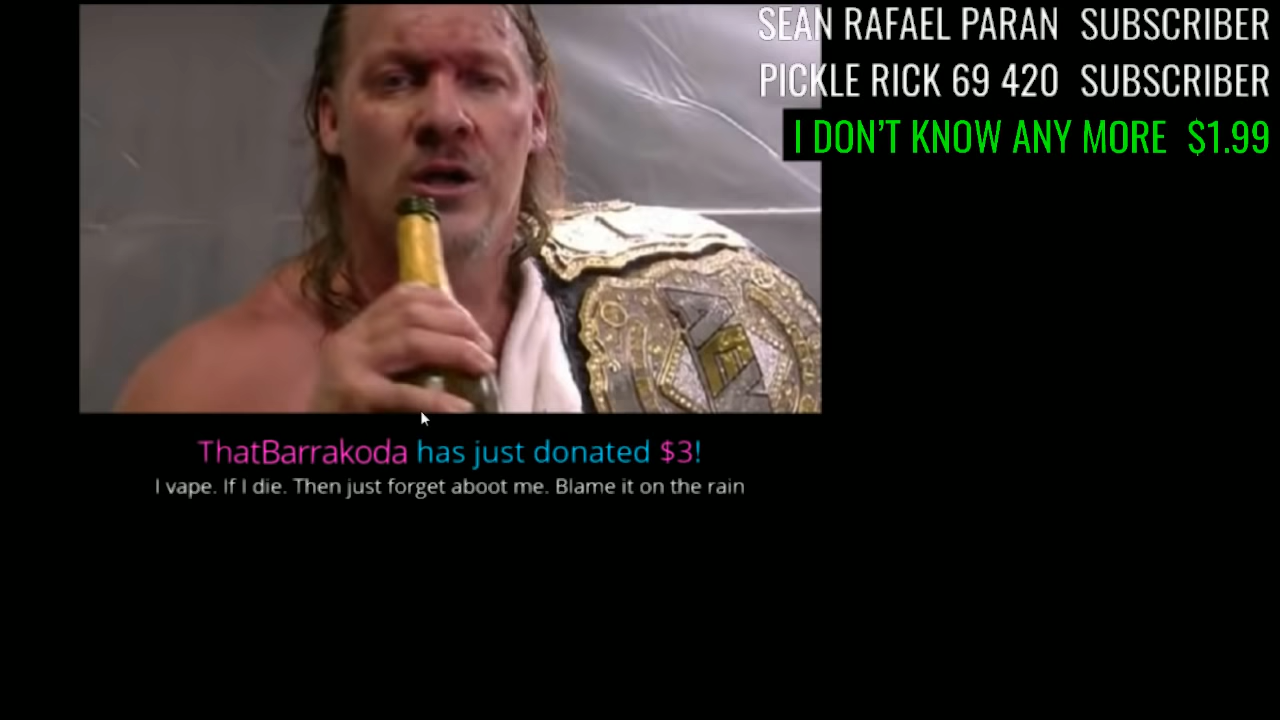 SEAN RAFAEL PARAN SUBSCRIBER
PICKLE RICK 69 420 SUBSCRIBER
I DON'T KNOW ANY MORE $1.99
AEW
ThatBarrakoda has just donated $3!
I vape. If I die. Then just forget aboot me. Blame it on the rain